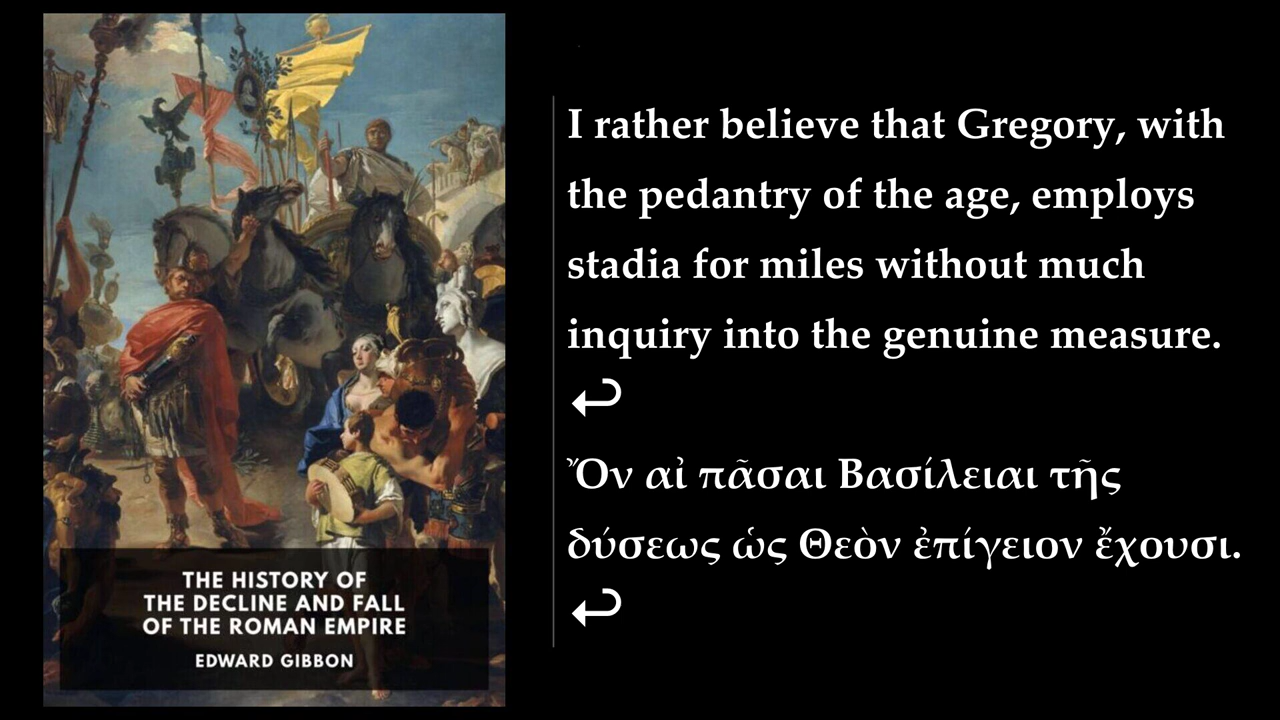 I rather believe that Gregory, with
the pedantry of the age, employs
stadia for miles without much
inquiry into the genuine measure.
↩
Ὄν αἰ πᾶσαι Βασίλειαι τῆς
δύσεως ὡς Θεὸν ἐπίγειον ἔχουσι.
↩
THE HISTORY OF
THE DECLINE AND FALL
OF THE ROMAN EMPIRE
EDWARD GIBBON